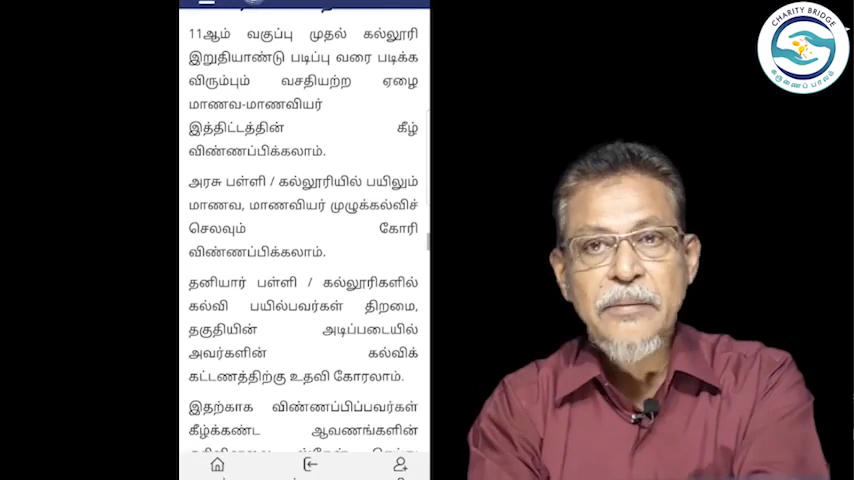 11ஆம் வகுப்பு முதல் கல்லூரி
இறுதியாண்டு படிப்பு வரை படிக்க
விரும்பும் வசதியற்ற ஏழை
மாணவ-மாணவியர்
இத்திட்டத்தின் கீழ்
விண்ணப்பிக்கலாம்.
அரசு பள்ளி / கல்லூரியில் பயிலும்
மாணவ, மாணவியர் முழுக்கல்விச்
செலவும் கோரி
விண்ணப்பிக்கலாம்.
தனியார் பள்ளி / கல்லூரிகளில்
கல்வி பயில்பவர்கள் திறமை,
தகுதியின் அடிப்படையில்
அவர்களின் கல்விக்
கட்டணத்திற்கு உதவி கோரலாம்.
இதற்காக விண்ணப்பிப்பவர்கள்
கீழ்க்கண்ட ஆவணங்களின்
CHARITY BRIDGE
கருணைப் பாலம்